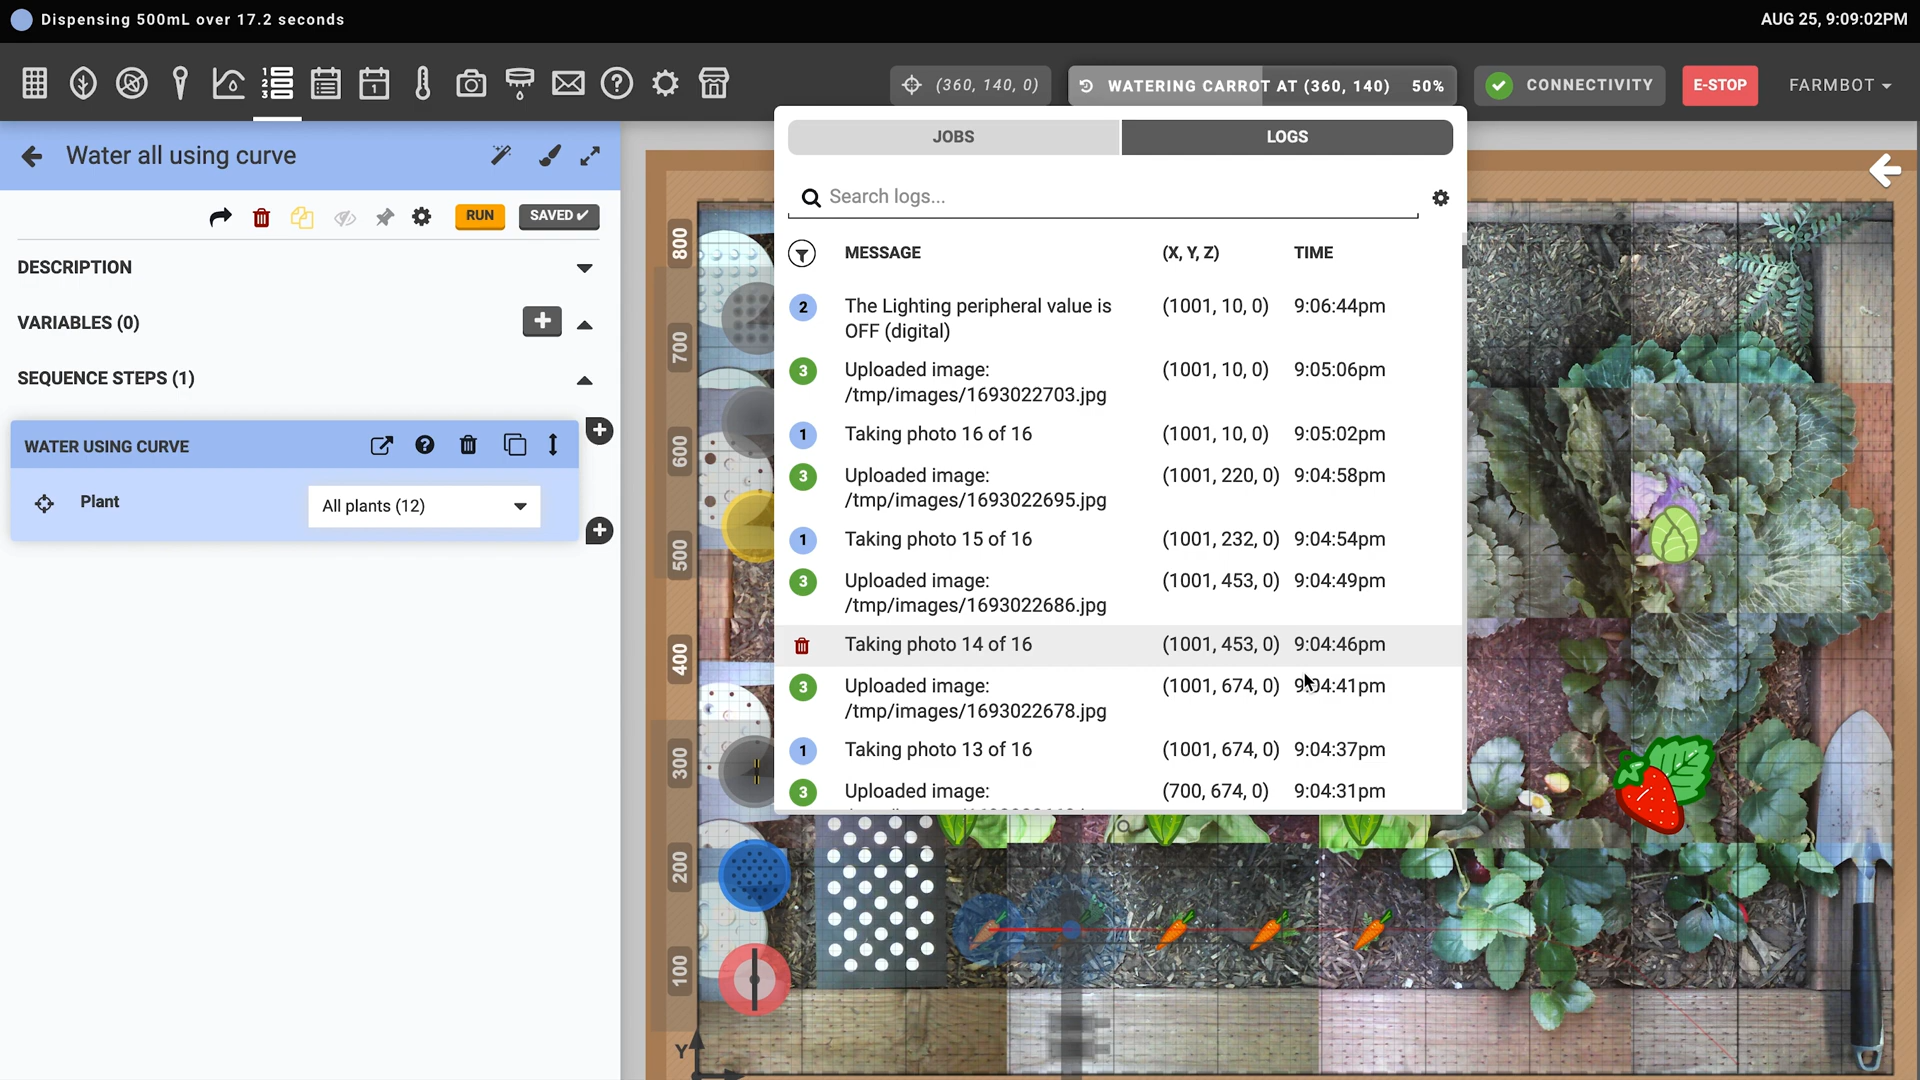 Dispensing 500mL over 17.2 seconds
AUG 25, 9:09:02PM
(360, 140, 0)
WATERING CARROT AT (360, 140) 50%
CONNECTIVITY
E-STOP
FARMBOT
Water all using curve
RUN
SAVED ✔
DESCRIPTION
VARIABLES (0)
SEQUENCE STEPS (1)
WATER USING CURVE
Plant
All plants (12)
JOBS
LOGS
Search logs...
MESSAGE (X, Y, Z) TIME
2 The Lighting peripheral value is (1001, 10, 0) 9:06:44pm
OFF (digital)
3 Uploaded image: (1001, 10, 0) 9:05:06pm
/tmp/images/1693022703.jpg
1 Taking photo 16 of 16 (1001, 10, 0) 9:05:02pm
3 Uploaded image: (1001, 220, 0) 9:04:58pm
/tmp/images/1693022695.jpg
1 Taking photo 15 of 16 (1001, 232, 0) 9:04:54pm
3 Uploaded image: (1001, 453, 0) 9:04:49pm
/tmp/images/1693022686.jpg
Taking photo 14 of 16 (1001, 453, 0) 9:04:46pm
3 Uploaded image: (1001, 674, 0) 9:04:41pm
/tmp/images/1693022678.jpg
1 Taking photo 13 of 16 (1001, 674, 0) 9:04:37pm
3 Uploaded image: (700, 674, 0) 9:04:31pm
800
700
600
500
400
300
200
100
Y